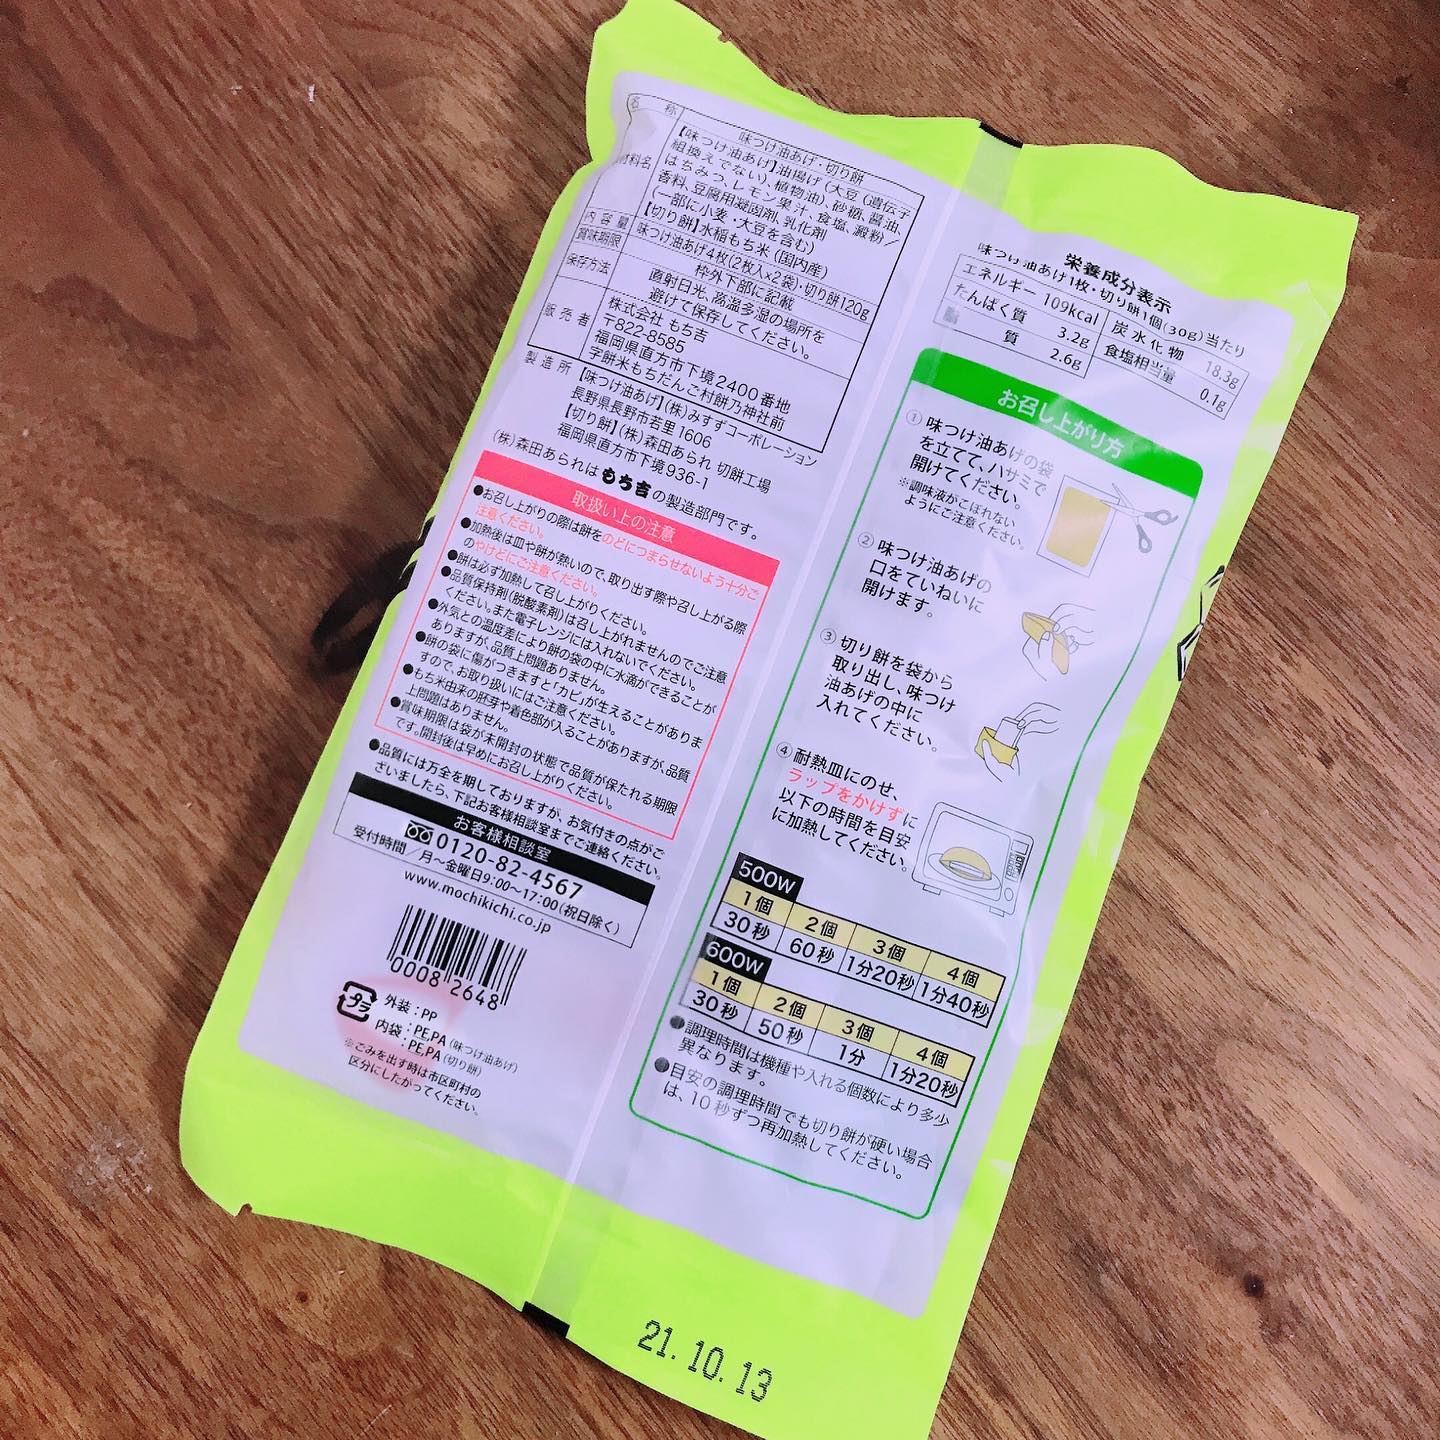 名称
味つけ油あげ・切り餅
材料名
【味つけ油あげ】油揚げ(大豆(遺伝子
組換えでない)、植物油)、砂糖、醤油、
はちみつ、レモン果汁、食塩、澱粉／
香料、豆腐用凝固剤、乳化剤
(一部に小麦・大豆を含む)
【切り餅】水稲もち米(国内産)
内容量
味つけ油あげ4枚(2枚入×2袋)・切り餅120g
賞味期限
枠外下部に記載
保存方法
直射日光、高温多湿の場所を
避けて保存してください。
販売者
株式会社 もち吉
〒822-8585
福岡県直方市下境2400番地
字餅米もちだんご村餅乃神社前
製造所
【味つけ油あげ】(株)みすずコーポレーション
長野県長野市若里1606
【切り餅】(株)森田あられ 切餅工場
福岡県直方市下境936-1
(株)森田あられは もち吉 の製造部門です。
取扱い上の注意
●お召し上がりの際は餅をのどにつまらせないよう十分ご
注意ください。
●加熱後は皿や餅が熱いので、取り出す際や召し上がる際
のやけどにご注意ください。
●餅は必ず加熱して召し上がりください。
●品質保持剤(脱酸素剤)は召し上がれませんのでご注意
ください。また電子レンジには入れないでください。
●外気との温度差により餅の袋の中に水滴ができることが
ありますが、品質上問題ありません。
●餅の袋に傷がつきますと「カビ」が生えることがありま
すので、お取り扱いにはご注意ください。
●もち米由来の胚芽や着色部が入ることがありますが、品質
上問題はありません。
●賞味期限は袋が未開封の状態で品質が保たれる期限
です。開封後は早めにお召し上がりください。
●品質には万全を期しておりますが、お気付きの点がご
ざいましたら、下記お客様相談室までご連絡ください。
お客様相談室
0120-82-4567
受付時間／月〜金曜日9:00〜17:00(祝日除く)
www.mochikichi.co.jp
0008 2648
プラ
外装：PP
内袋：PE,PA(味つけ油あげ)
：PE,PA(切り餅)
※ごみを出す時は市区町村の
区分にしたがってください。
栄養成分表示
味つけ油あげ1枚・切り餅1個(30g)当たり
エネルギー 109kcal
炭水化物 18.3g
たんぱく質 3.2g
食塩相当量 0.1g
脂質 2.6g
お召し上がり方
① 味つけ油あげの袋
を立てて、ハサミで
開けてください。
※調味液がこぼれない
ようにご注意ください。
② 味つけ油あげの
口をていねいに
開けます。
③ 切り餅を袋から
取り出し、味つけ
油あげの中に
入れてください。
④ 耐熱皿にのせ、
ラップをかけずに
以下の時間を目安
に加熱してください。
500W
1個 2個 3個 4個
30秒 60秒 1分20秒 1分40秒
600W
1個 2個 3個 4個
30秒 50秒 1分 1分20秒
●調理時間は機種や入れる個数により多少
異なります。
●目安の調理時間でも切り餅が硬い場合
は、10秒ずつ再加熱してください。
21.10.13